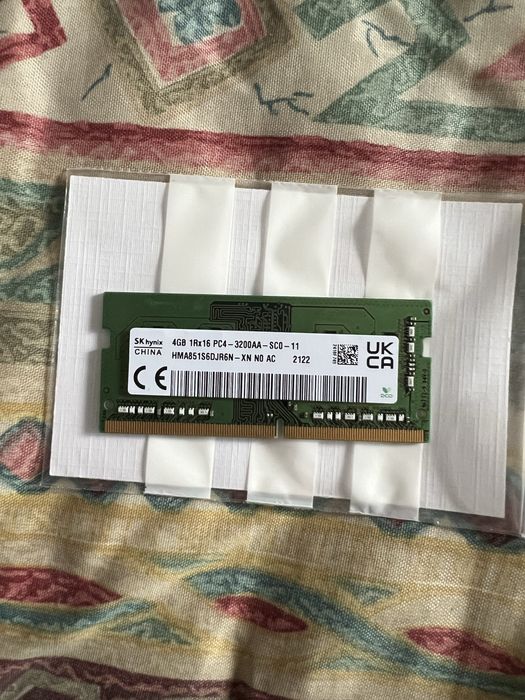 SK hynix
CHINA
4GB 1Rx16 PC4-3200AA-SC0-11
HMA851S6DJR6N-XN N0 AC 2122
CE
UK
CA